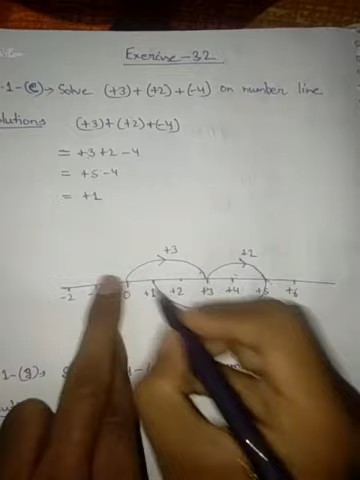 Exercise-32
1-(e)→ Solve (+3)+(+2)+(-4) on number line
(+3)+(+2)+(-4)
= +3+2-4
= +5-4
= +1
+3 +2
-2 0 +1 +2 +3 +4 +5 +6
1-(g)→